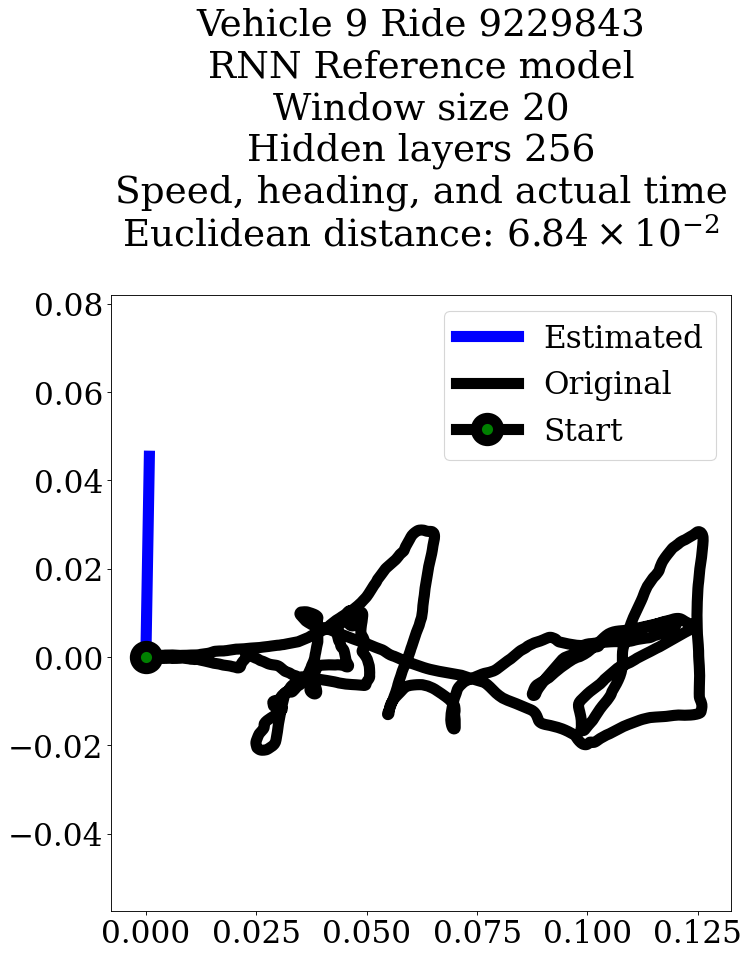 Vehicle 9 Ride 9229843
RNN Reference model
Window size 20
Hidden layers 256
Speed, heading, and actual time
Euclidean distance: 6.84 × 10⁻²
0.08
0.06
0.04
0.02
0.00
−0.02
−0.04
Estimated
Original
Start
0.000 0.025 0.050 0.075 0.100 0.125